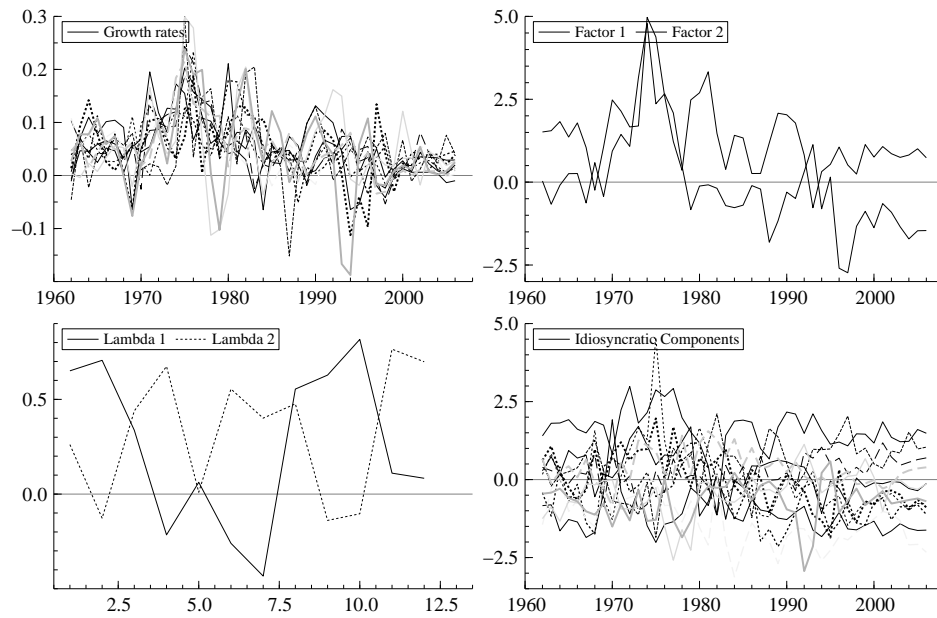 0.3
0.2
0.1
0.0
−0.1
Growth rates
1960 1970 1980 1990 2000
5.0
2.5
0.0
−2.5
Factor 1 Factor 2
1960 1970 1980 1990 2000
0.5
0.0
Lambda 1 Lambda 2
2.5 5.0 7.5 10.0 12.5
5.0
2.5
0.0
−2.5
Idiosyncratic Components
1960 1970 1980 1990 2000